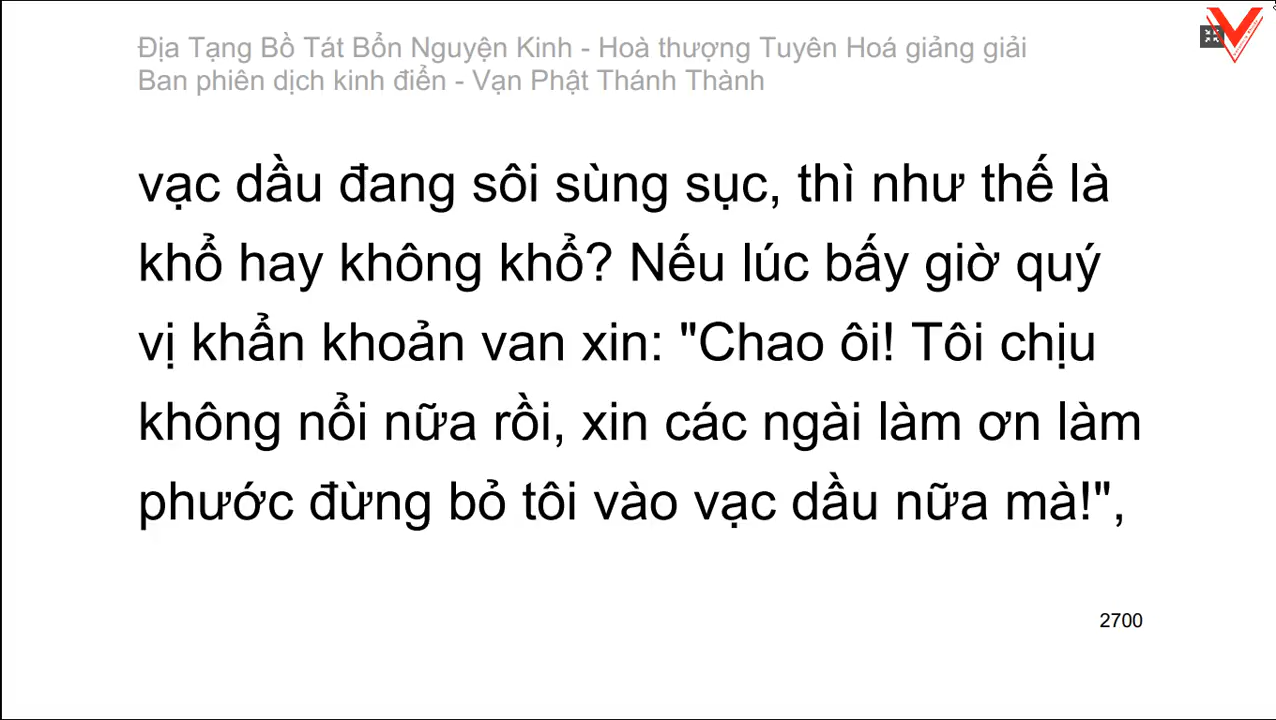 Địa Tạng Bồ Tát Bổn Nguyện Kinh - Hoà thượng Tuyên Hoá giảng giải
Ban phiên dịch kinh điển - Vạn Phật Thánh Thành
vạc dầu đang sôi sùng sục, thì như thế là
khổ hay không khổ? Nếu lúc bấy giờ quý
vị khẩn khoản van xin: "Chao ôi! Tôi chịu
không nổi nữa rồi, xin các ngài làm ơn làm
phước đừng bỏ tôi vào vạc dầu nữa mà!",
2700